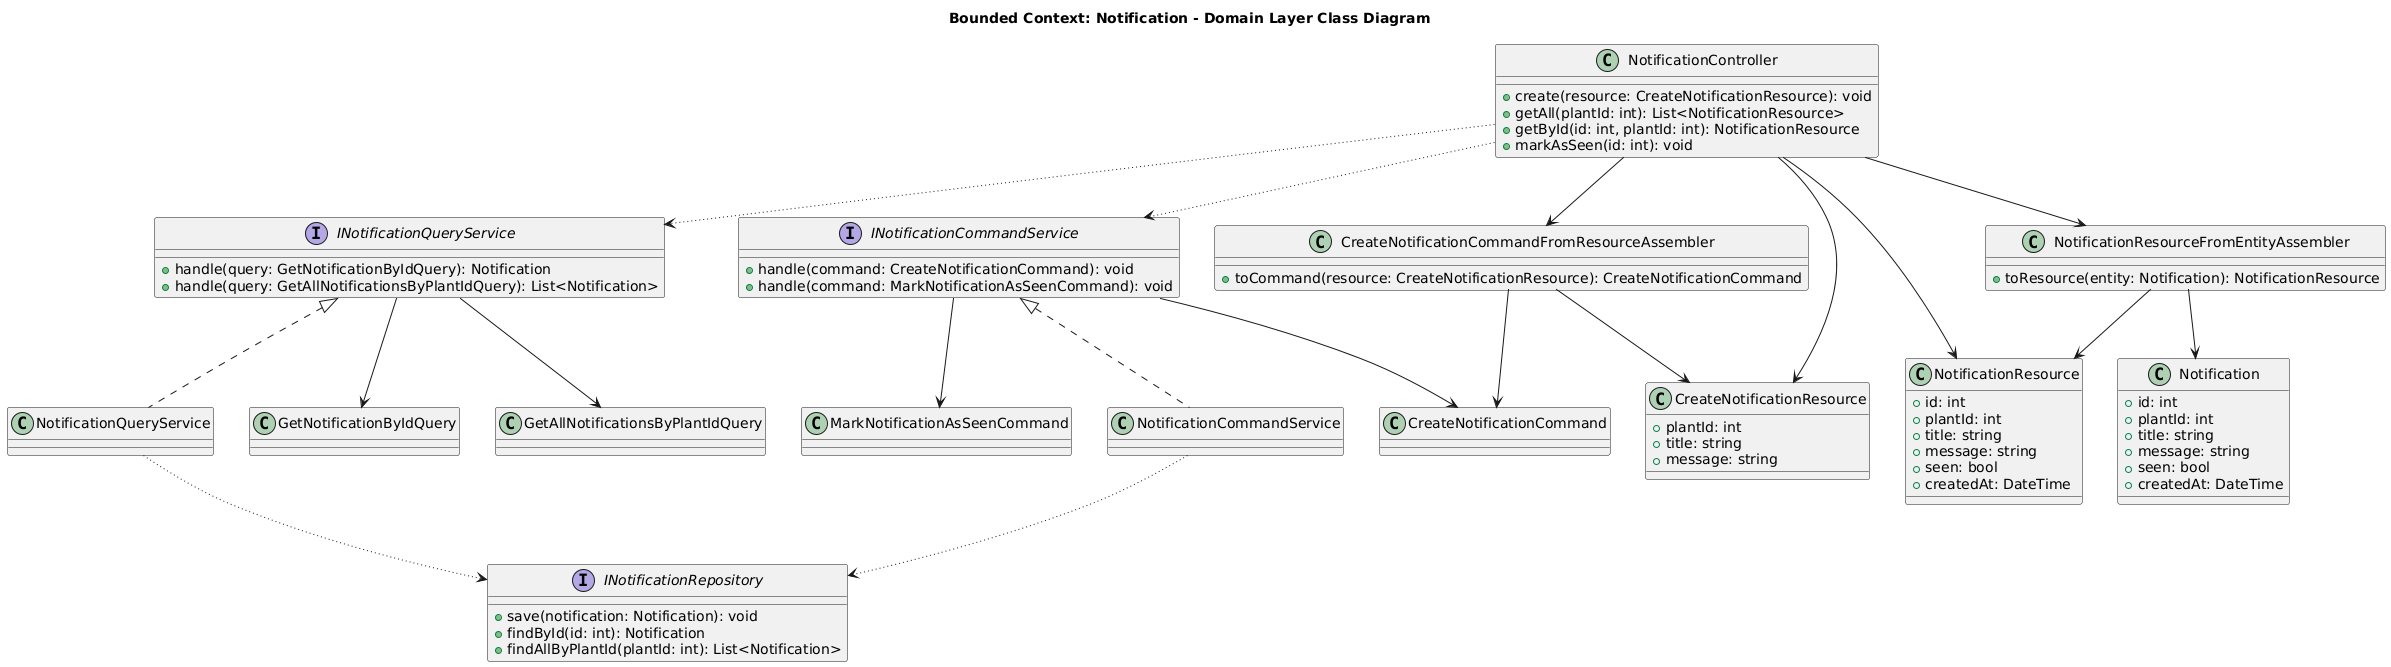 Bounded Context: Notification - Domain Layer Class Diagram
C NotificationController
create(resource: CreateNotificationResource): void
getAll(plantId: int): List<NotificationResource>
getById(id: int, plantId: int): NotificationResource
markAsSeen(id: int): void
I INotificationQueryService
handle(query: GetNotificationByIdQuery): Notification
handle(query: GetAllNotificationsByPlantIdQuery): List<Notification>
I INotificationCommandService
handle(command: CreateNotificationCommand): void
handle(command: MarkNotificationAsSeenCommand): void
C CreateNotificationCommandFromResourceAssembler
toCommand(resource: CreateNotificationResource): CreateNotificationCommand
C NotificationResourceFromEntityAssembler
toResource(entity: Notification): NotificationResource
C NotificationQueryService
C GetNotificationByIdQuery
C GetAllNotificationsByPlantIdQuery
C MarkNotificationAsSeenCommand
C NotificationCommandService
C CreateNotificationCommand
C CreateNotificationResource
plantId: int
title: string
message: string
C NotificationResource
id: int
plantId: int
title: string
message: string
seen: bool
createdAt: DateTime
C Notification
id: int
plantId: int
title: string
message: string
seen: bool
createdAt: DateTime
I INotificationRepository
save(notification: Notification): void
findById(id: int): Notification
findAllByPlantId(plantId: int): List<Notification>